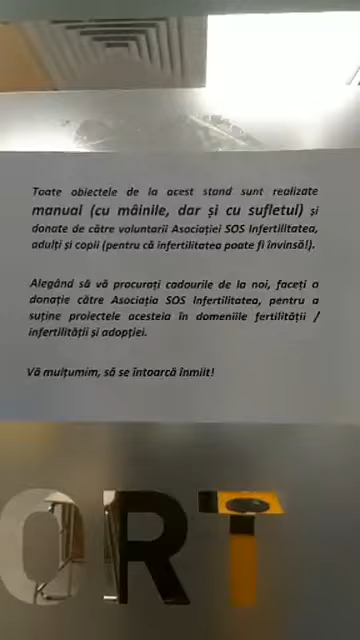 Toate obiectele de la acest stand sunt realizate
manual (cu mâinile, dar și cu sufletul) și
donate de către voluntarii Asociației SOS Infertilitatea,
adulți și copii (pentru că infertilitatea poate fi învinsă!).
Alegând să vă procurați cadourile de la noi, faceți a
donație către Asociația SOS Infertilitatea, pentru a
suține proiectele acesteia în domeniile fertilității /
infertilității și adopției.
Vă mulțumim, să se întoarcă înmiit!
ORT